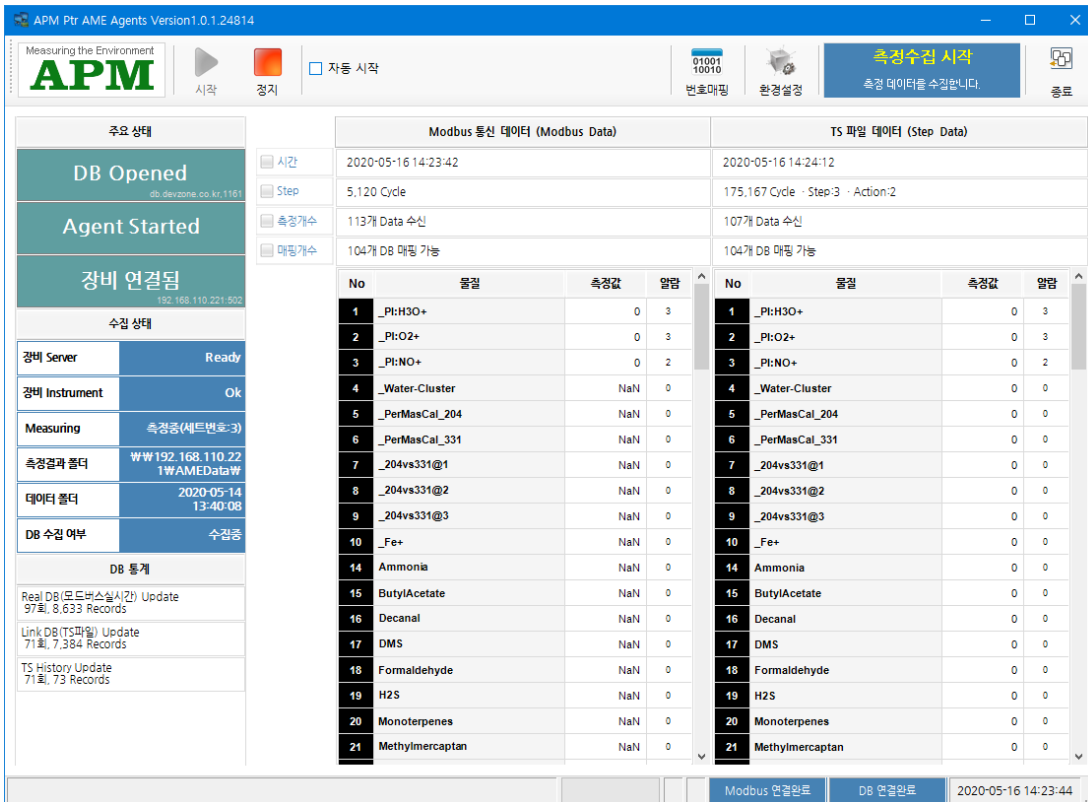 APM Ptr AME Agents Version1.0.1.24814
Measuring the Environment
APM
시작
정지
자동 시작
01001
10010
번호매핑
환경설정
측정수집 시작
측정 데이터를 수집합니다.
종료
주요 상태
DB Opened
db.devzone.co.kr,1161
Agent Started
장비 연결됨
192.168.110.221:502
수집 상태
장비 Server Ready
장비 Instrument Ok
Measuring 측정중(세트번호:3)
측정결과 폴더 ₩₩192.168.110.22
1₩AMEData₩
데이터 폴더 2020-05-14
13:40:08
DB 수집 여부 수집중
DB 통계
Real DB(모드버스실시간) Update
97회, 8,633 Records
Link DB(TS파일) Update
71회, 7,384 Records
TS History Update
71회, 73 Records
Modbus 통신 데이터 (Modbus Data) TS 파일 데이터 (Step Data)
시간 2020-05-16 14:23:42 2020-05-16 14:24:12
Step 5,120 Cycle 175,167 Cycle · Step:3 · Action:2
측정개수 113개 Data 수신 107개 Data 수신
매핑개수 104개 DB 매핑 가능 104개 DB 매핑 가능
No 물질 측정값 알람 No 물질 측정값 알람
1 _PI:H3O+ 0 3 1 _PI:H3O+ 0 3
2 _PI:O2+ 0 3 2 _PI:O2+ 0 3
3 _PI:NO+ 0 2 3 _PI:NO+ 0 2
4 _Water-Cluster NaN 0 4 _Water-Cluster 0 0
5 _PerMasCal_204 NaN 0 5 _PerMasCal_204 0 0
6 _PerMasCal_331 NaN 0 6 _PerMasCal_331 0 0
7 _204vs331@1 NaN 0 7 _204vs331@1 0 0
8 _204vs331@2 NaN 0 8 _204vs331@2 0 0
9 _204vs331@3 NaN 0 9 _204vs331@3 0 0
10 _Fe+ NaN 0 10 _Fe+ 0 0
14 Ammonia NaN 0 14 Ammonia 0 0
15 ButylAcetate NaN 0 15 ButylAcetate 0 0
16 Decanal NaN 0 16 Decanal 0 0
17 DMS NaN 0 17 DMS 0 0
18 Formaldehyde NaN 0 18 Formaldehyde 0 0
19 H2S NaN 0 19 H2S 0 0
20 Monoterpenes NaN 0 20 Monoterpenes 0 0
21 Methylmercaptan NaN 0 21 Methylmercaptan 0 0
Modbus 연결완료 DB 연결완료 2020-05-16 14:23:44